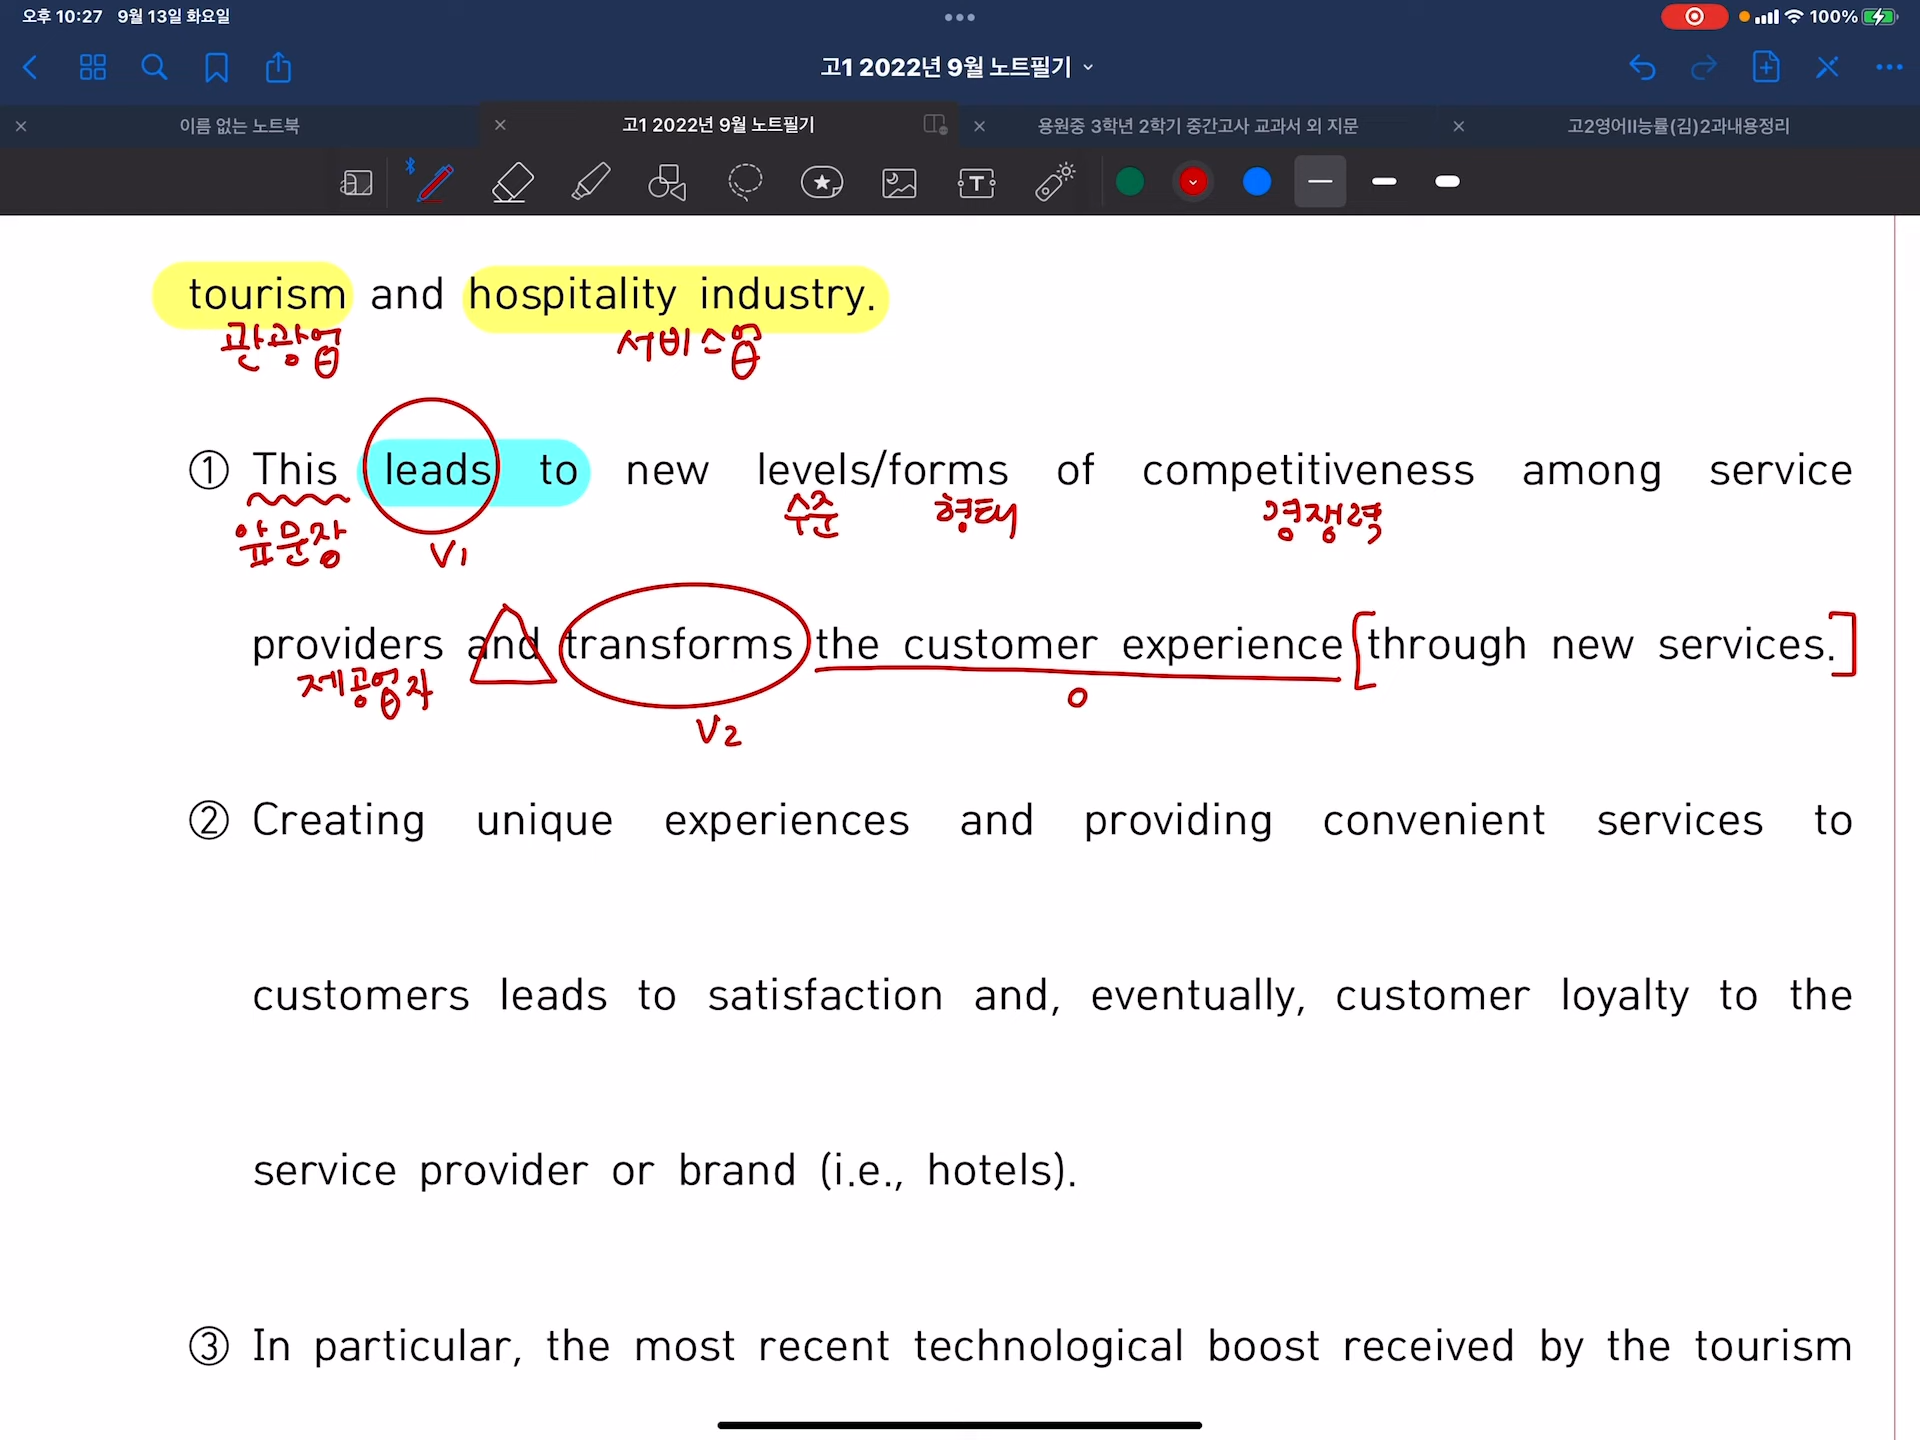 오후 10:27 9월 13일 화요일 100%
고1 2022년 9월 노트필기
이름 없는 노트북 고1 2022년 9월 노트필기 용원중 3학년 2학기 중간고사 교과서 외 지문 고2영어II능률(김)2과내용정리
tourism and hospitality industry.
관광업 서비스업
① This leads to new levels/forms of competitiveness among service
수준 형태 경쟁력
앞문장 V1
providers and transforms the customer experience [through new services.]
제공업자 O
V2
② Creating unique experiences and providing convenient services to
customers leads to satisfaction and, eventually, customer loyalty to the
service provider or brand (i.e., hotels).
③ In particular, the most recent technological boost received by the tourism